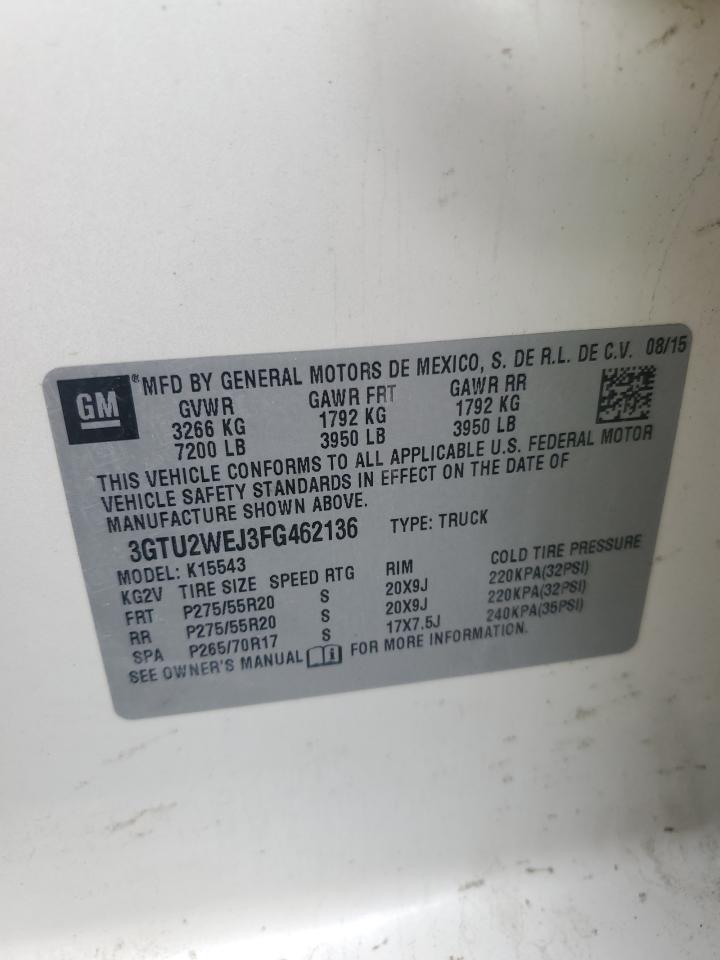 GM ® MFD BY GENERAL MOTORS DE MEXICO, S. DE R.L. DE C.V. 08/15
GVWR GAWR FRT GAWR RR
3266 KG 1792 KG 1792 KG
7200 LB 3950 LB 3950 LB
THIS VEHICLE CONFORMS TO ALL APPLICABLE U.S. FEDERAL MOTOR
VEHICLE SAFETY STANDARDS IN EFFECT ON THE DATE OF
MANUFACTURE SHOWN ABOVE.
3GTU2WEJ3FG462136 TYPE: TRUCK
MODEL: K15543
KG2V TIRE SIZE SPEED RTG RIM COLD TIRE PRESSURE
FRT P275/55R20 S 20X9J 220KPA(32PSI)
RR P275/55R20 S 20X9J 220KPA(32PSI)
SPA P265/70R17 S 17X7.5J 240KPA(35PSI)
SEE OWNER'S MANUAL FOR MORE INFORMATION.